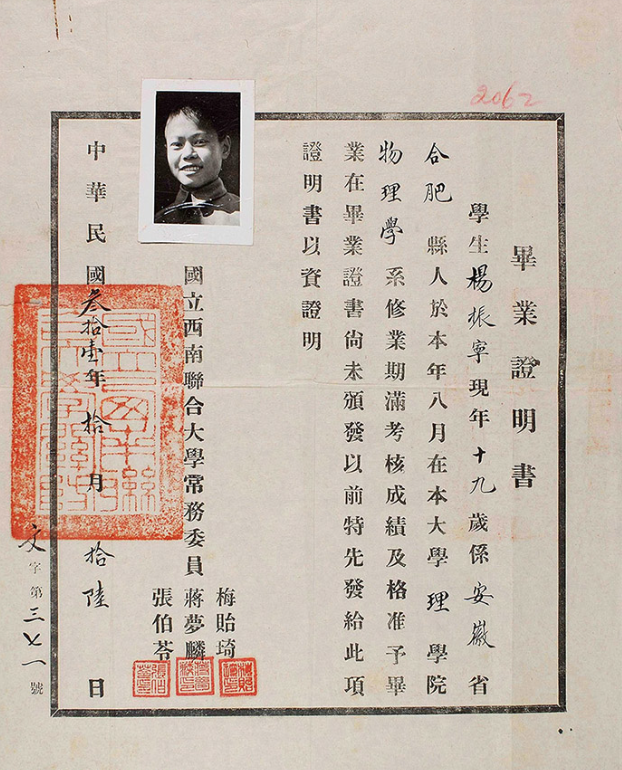 2062
畢業證明書
學生楊振寧現年十九歲係安徽省
合肥縣人於本年八月在本大學理學院
物理學系修業期滿考核成績及格准予畢
業在畢業證書尚未頒發以前特先發給此項
證明書以資證明
國立西南聯合大學常務委員
梅貽琦
蔣夢麟
張伯苓
中華民國叁拾壹年拾月拾陸日
文字第三七一號